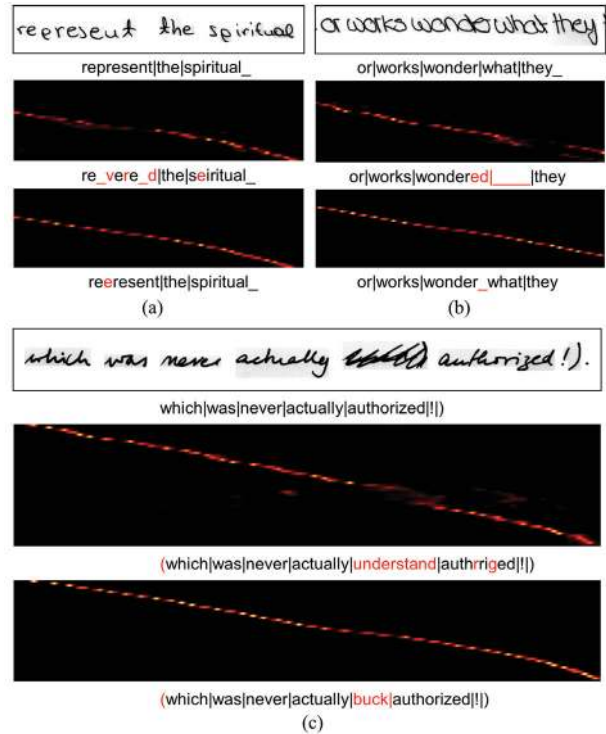 represent the spiritual
represent|the|spiritual_
re_vere_d|the|seiritual_
reeresent|the|spiritual_
(a)
or works wonder what they
or|works|wonder|what|they_
or|works|wondered|____|they
or|works|wonder_what|they
(b)
which was never actually authorized!).
which|was|never|actually|authorized|!|)
(which|was|never|actually|understand|authrriged|!|)
(which|was|never|actually|buck|authorized|!|)
(c)